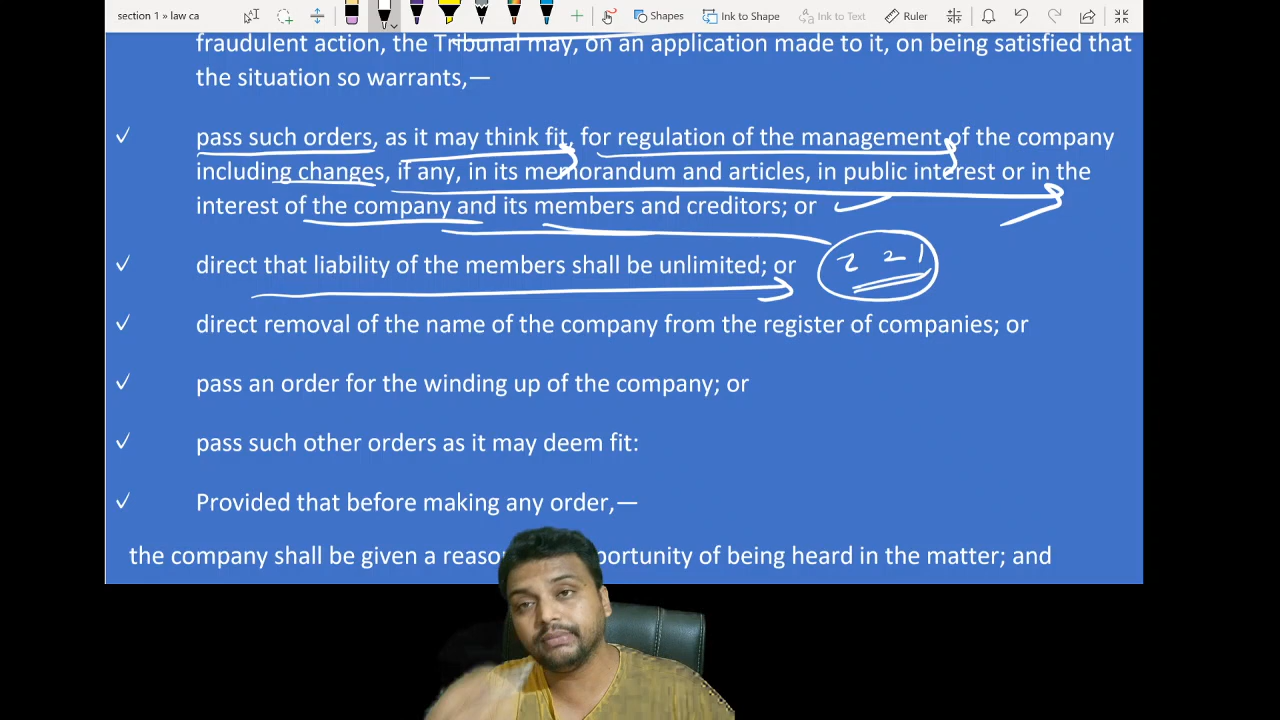 section 1 » law ca
Shapes
Ink to Shape
Ink to Text
Ruler
fraudulent action, the Tribunal may, on an application made to it, on being satisfied that
the situation so warrants,—
✓ pass such orders, as it may think fit, for regulation of the management of the company
including changes, if any, in its memorandum and articles, in public interest or in the
interest of the company and its members and creditors; or
✓ direct that liability of the members shall be unlimited; or
2 2 1
✓ direct removal of the name of the company from the register of companies; or
✓ pass an order for the winding up of the company; or
✓ pass such other orders as it may deem fit:
✓ Provided that before making any order,—
the company shall be given a of being heard in the matter; and